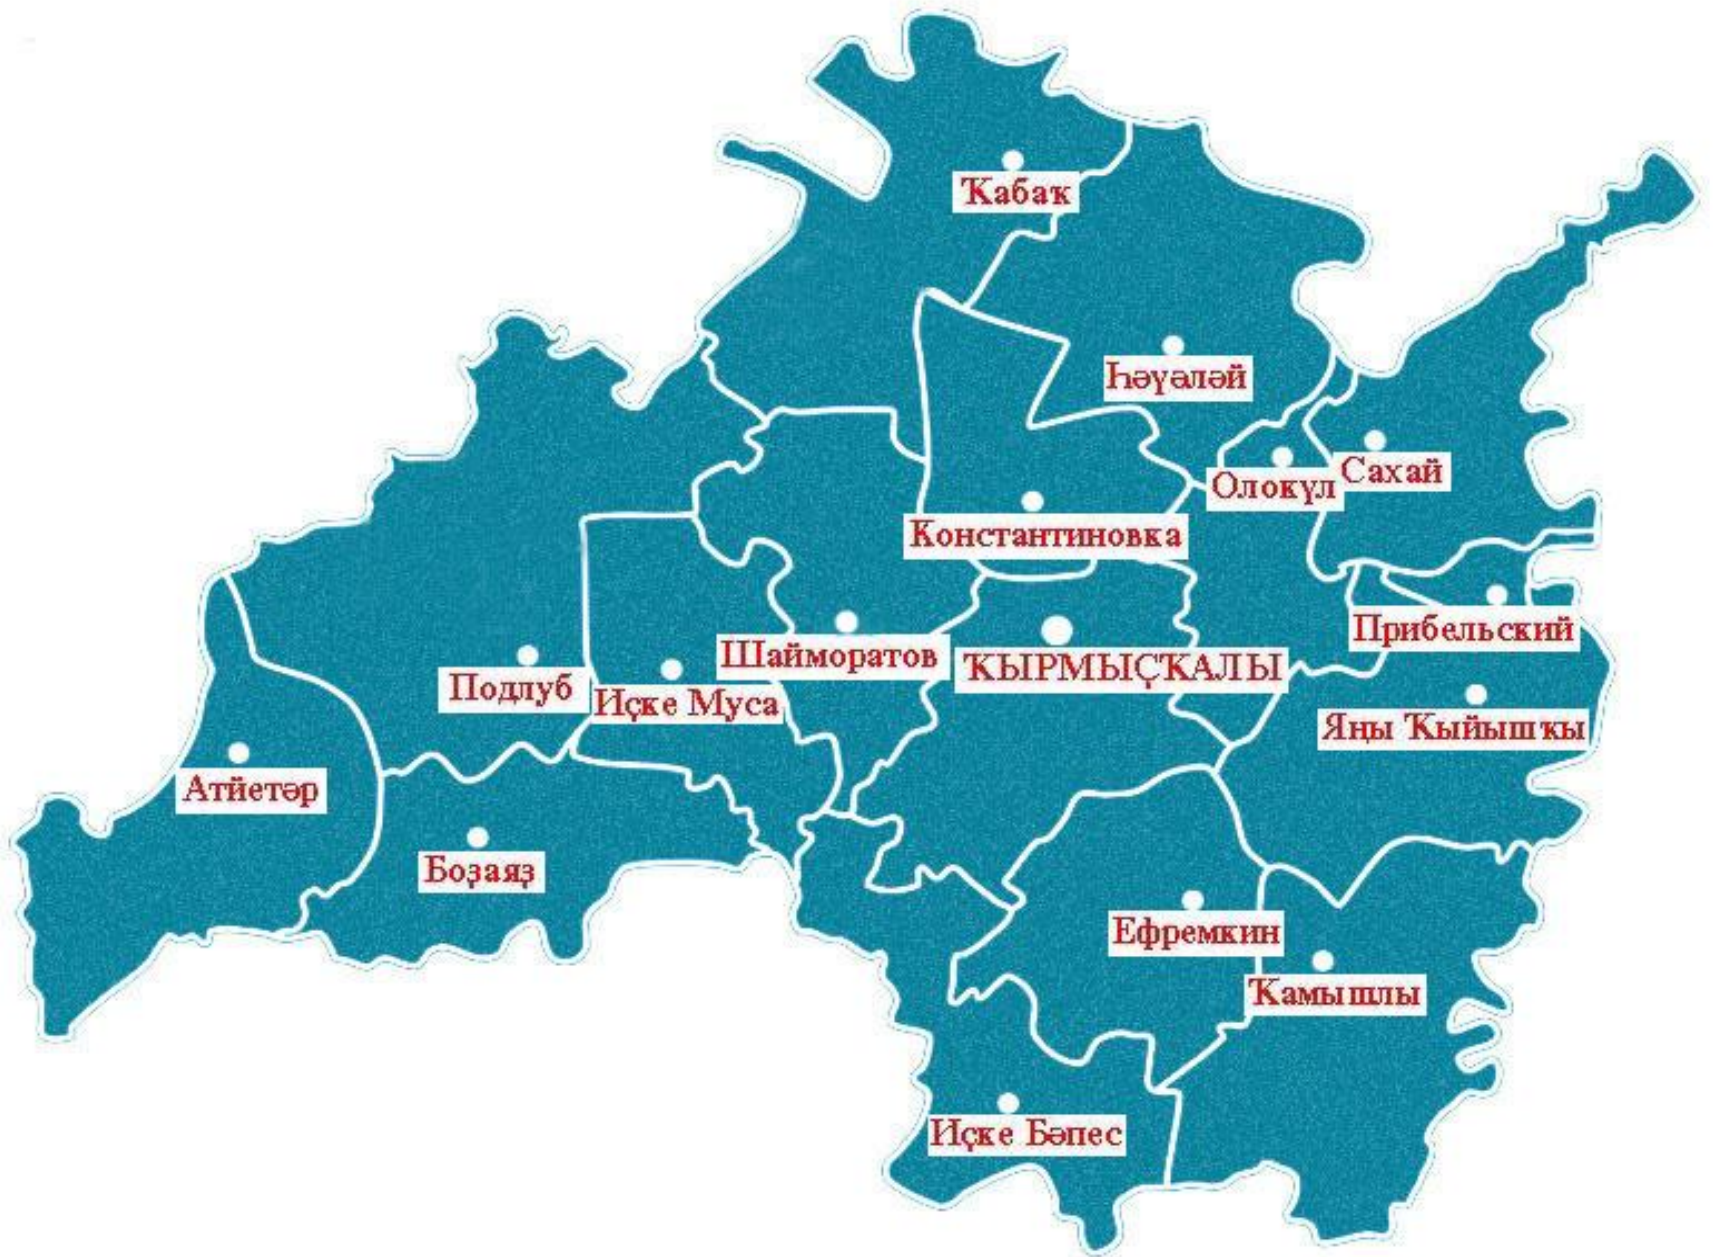 Ҡабаҡ
Һәүәләй
Олокүл
Сахай
Константиновка
Прибельский
Шайморатов
ҠЫРМЫҪҠАЛЫ
Подлуб
Иҫке Муса
Яңы Ҡыйышҡы
Атйетәр
Боҙаяҙ
Ефремкин
Ҡамышлы
Иҫке Бәпес